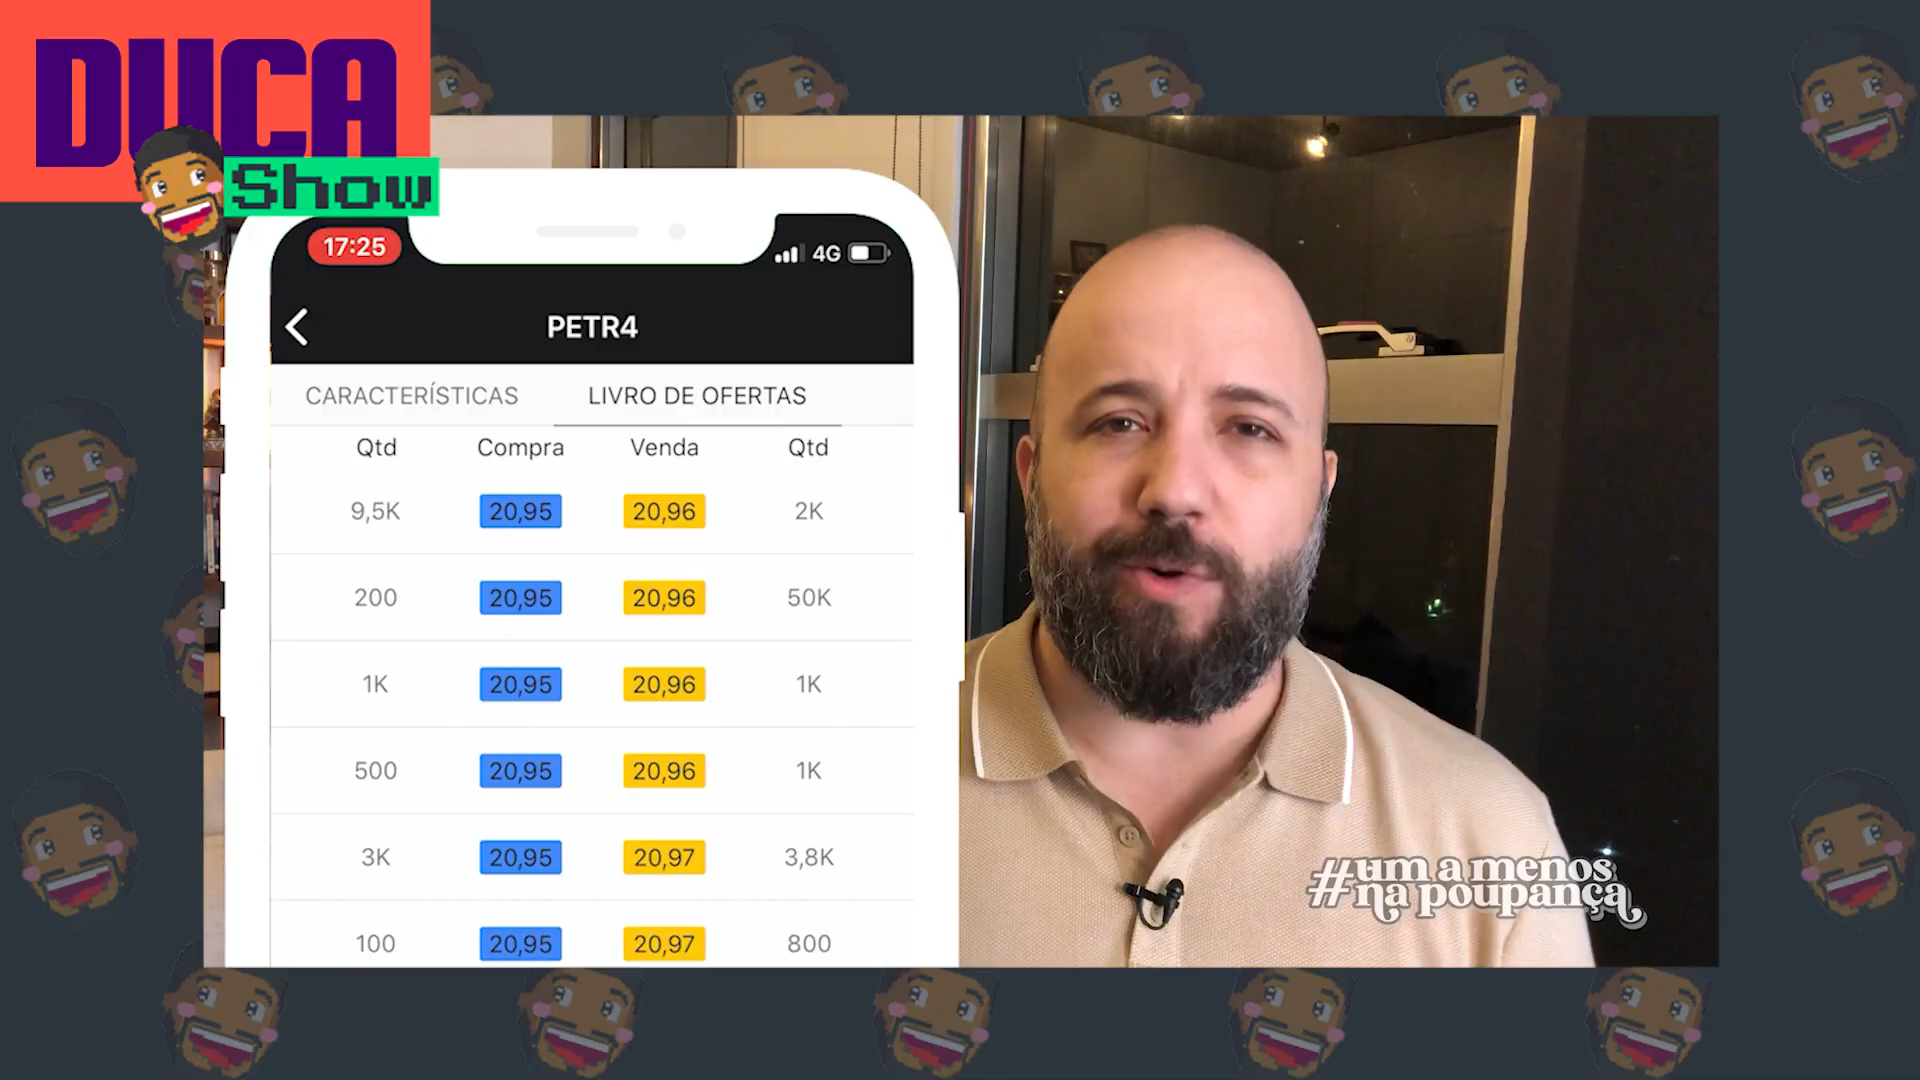 DUCA
Show
17:25
4G
PETR4
CARACTERÍSTICAS LIVRO DE OFERTAS
Qtd Compra Venda Qtd
9,5K 20,95 20,96 2K
200 20,95 20,96 50K
1K 20,95 20,96 1K
500 20,95 20,96 1K
3K 20,95 20,97 3,8K
100 20,95 20,97 800
#um a menos
na poupança